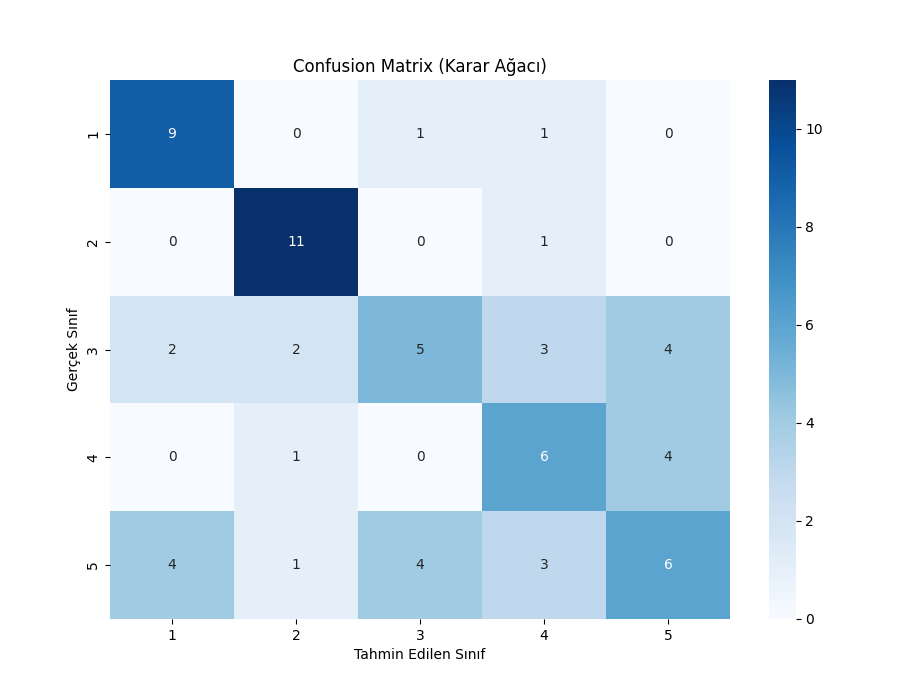 Confusion Matrix (Karar Ağacı)
Gerçek Sınıf
1 9 0 1 1 0
2 0 11 0 1 0
3 2 2 5 3 4
4 0 1 0 6 4
5 4 1 4 3 6
1 2 3 4 5
Tahmin Edilen Sınıf
10
8
6
4
2
0